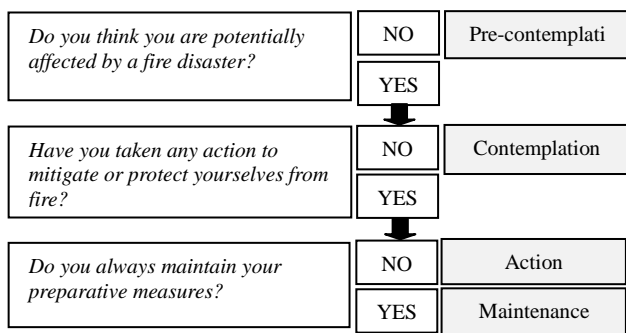 Do you think you are potentially
affected by a fire disaster?
NO
Pre-contemplati
YES
Have you taken any action to
mitigate or protect yourselves from
fire?
NO
Contemplation
YES
Do you always maintain your
preparative measures?
NO
Action
YES
Maintenance